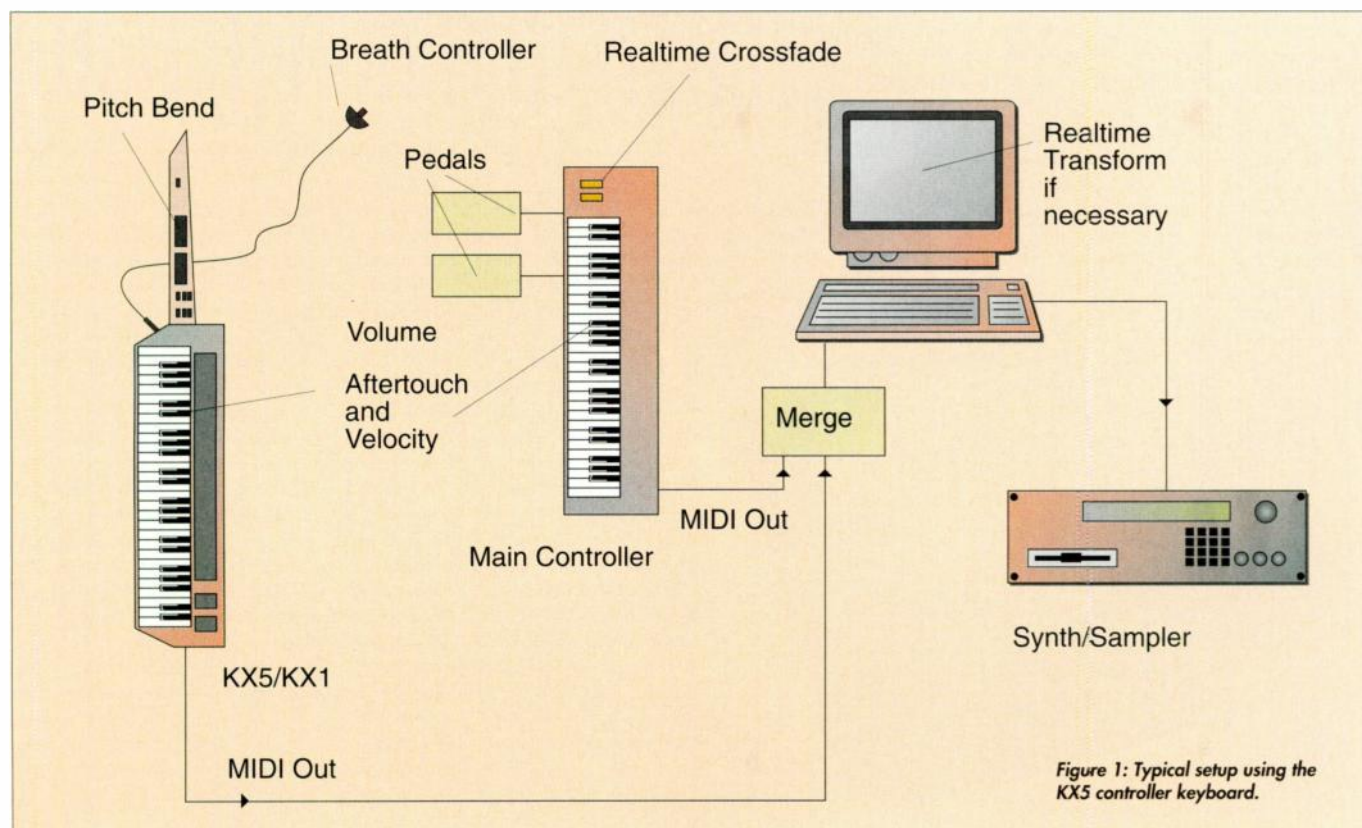 Breath Controller
Realtime Crossfade
Pitch Bend
Pedals
Realtime
Transform
if
necessary
Volume
Aftertouch
and
Velocity
Merge
MIDI Out
Main Controller
Synth/Sampler
KX5/KX1
MIDI Out
Figure 1: Typical setup using the
KX5 controller keyboard.